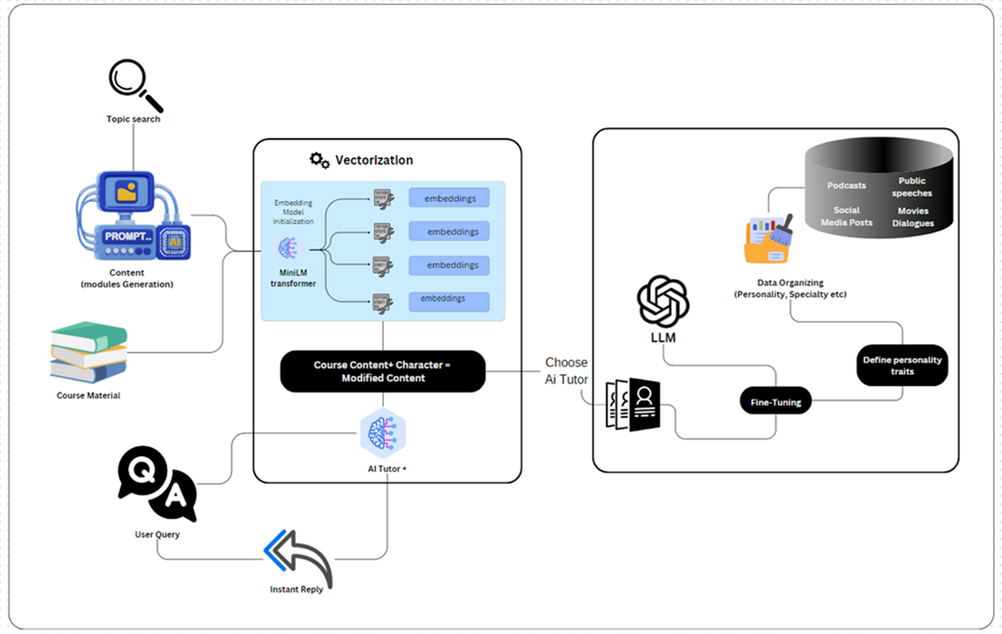 Topic search
PROMPT..
AI
Content
(modules Generation)
Course Material
Vectorization
Embedding
Model
Initialization
MiniLM
transformer
embeddings
embeddings
embeddings
embeddings
Course Content+ Character =
Modified Content
AI Tutor +
Q
A
User Query
Instant Reply
Choose
Ai Tutor
Podcasts
Public
speeches
Social
Media Posts
Movies
Dialogues
Data Organizing
(Personality, Specialty etc)
LLM
Define personality
traits
Fine-Tuning